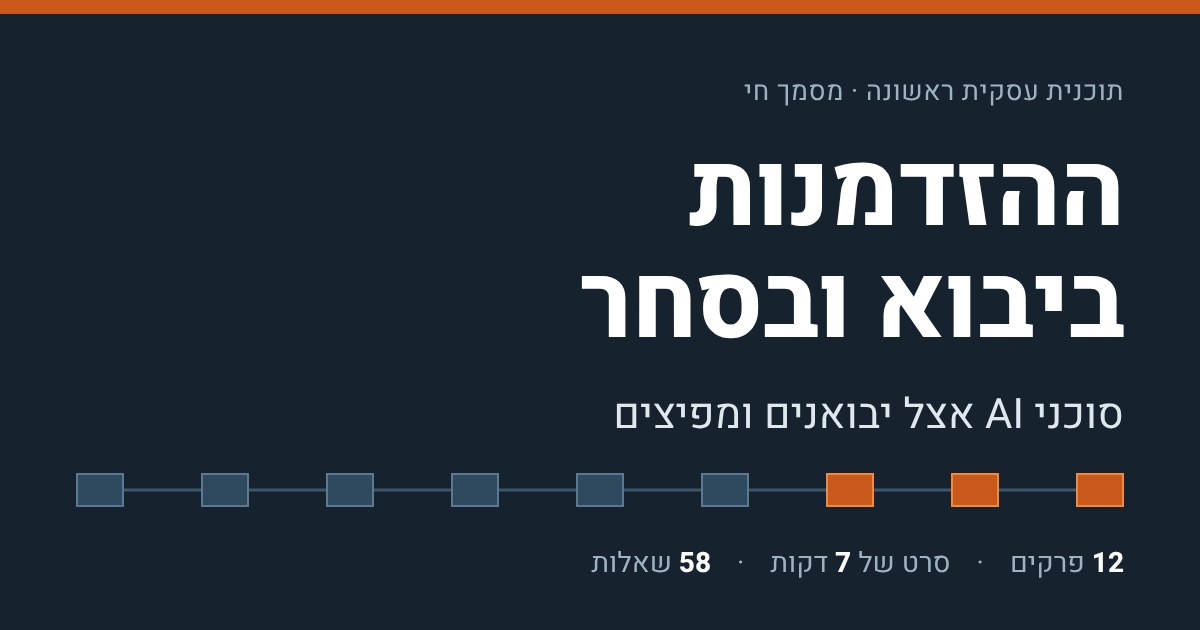 תוכנית עסקית ראשונה · מסמך חי
ההזדמנות
ביבוא ובסחר
סוכני AI אצל יבואנים ומפיצים
12 פרקים · סרט של 7 דקות · 58 שאלות